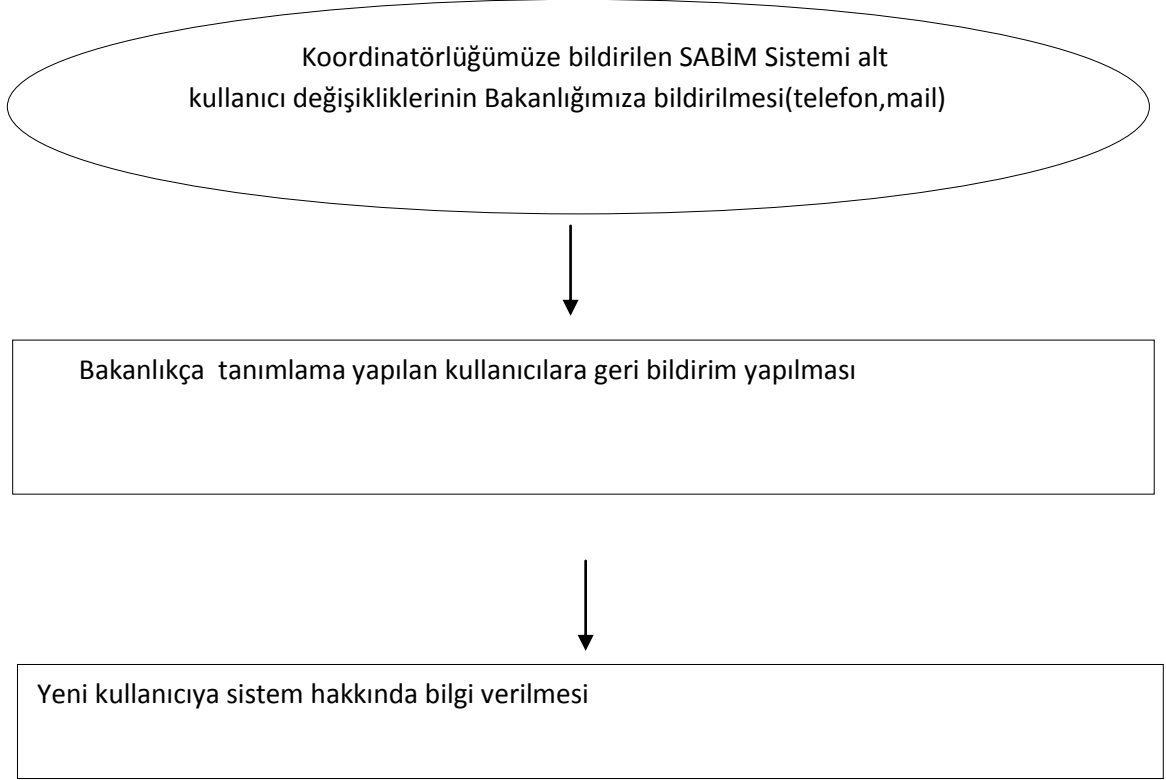 Koordinatörlüğümüze bildirilen SABİM Sistemi alt
kullanıcı değişikliklerinin Bakanlığımıza bildirilmesi(telefon,mail)
Bakanlıkça  tanımlama yapılan kullanıcılara geri bildirim yapılması
Yeni kullanıcıya sistem hakkında bilgi verilmesi